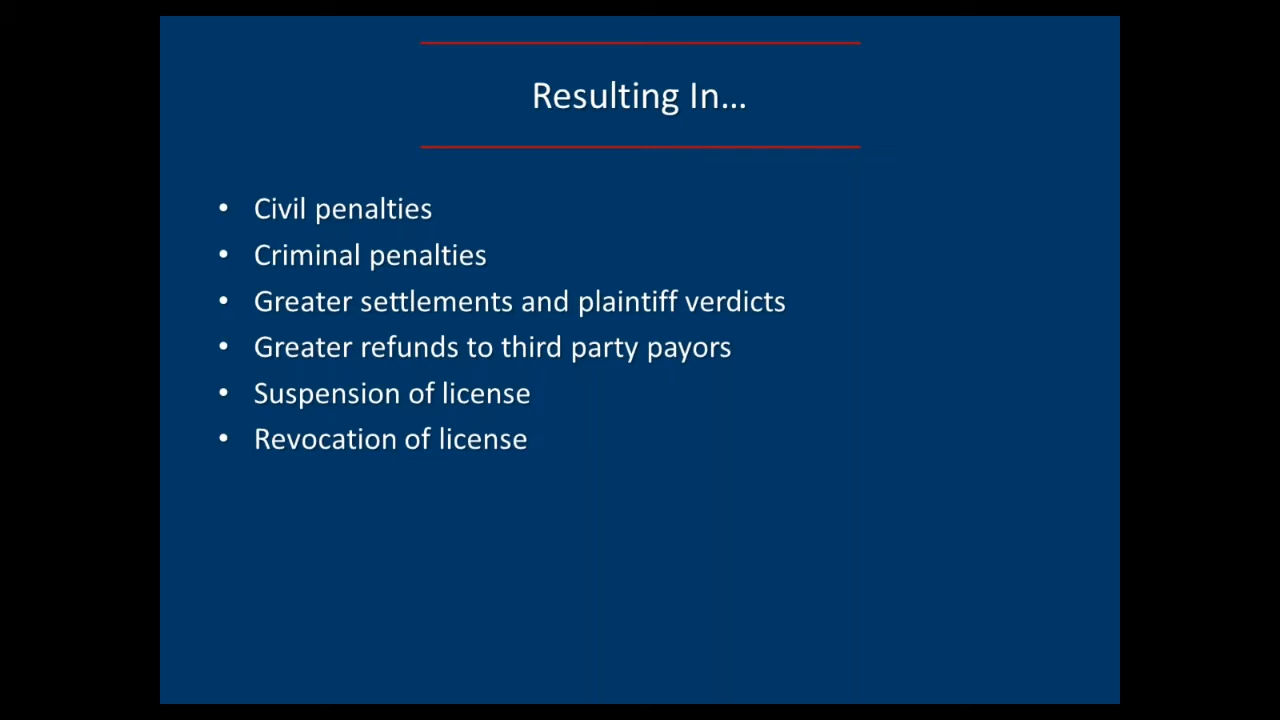 Resulting In…
• Civil penalties
• Criminal penalties
• Greater settlements and plaintiff verdicts
• Greater refunds to third party payors
• Suspension of license
• Revocation of license